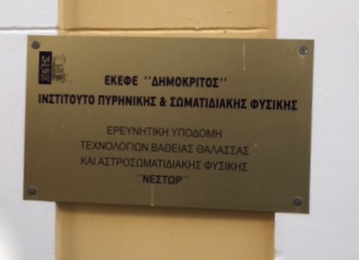 ΕΚΕΦΕ ¨ΔΗΜΟΚΡΙΤΟΣ¨
ΙΝΣΤΙΤΟΥΤΟ ΠΥΡΗΝΙΚΗΣ & ΣΩΜΑΤΙΔΙΑΚΗΣ ΦΥΣΙΚΗΣ
ΕΡΕΥΝΗΤΙΚΗ ΥΠΟΔΟΜΗ
ΤΕΧΝΟΛΟΓΙΩΝ ΒΑΘΕΙΑΣ ΘΑΛΑΣΣΑΣ
ΚΑΙ ΑΣΤΡΟΣΩΜΑΤΙΔΙΑΚΗΣ ΦΥΣΙΚΗΣ
¨ΝΕΣΤΩΡ¨